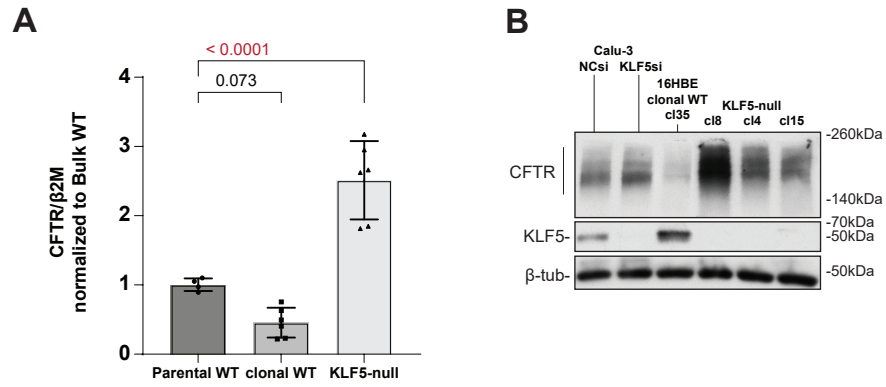 A
< 0.0001
0.073
CFTR/β2M
normalized to Bulk WT
4
3
2
1
0
Parental WT clonal WT KLF5-null
B
Calu-3
NCsi KLF5si
16HBE
clonal WT
cl35
KLF5-null
cl8 cl4 cl15
CFTR
-260kDa
-140kDa
-70kDa
KLF5-
-50kDa
β-tub-
-50kDa